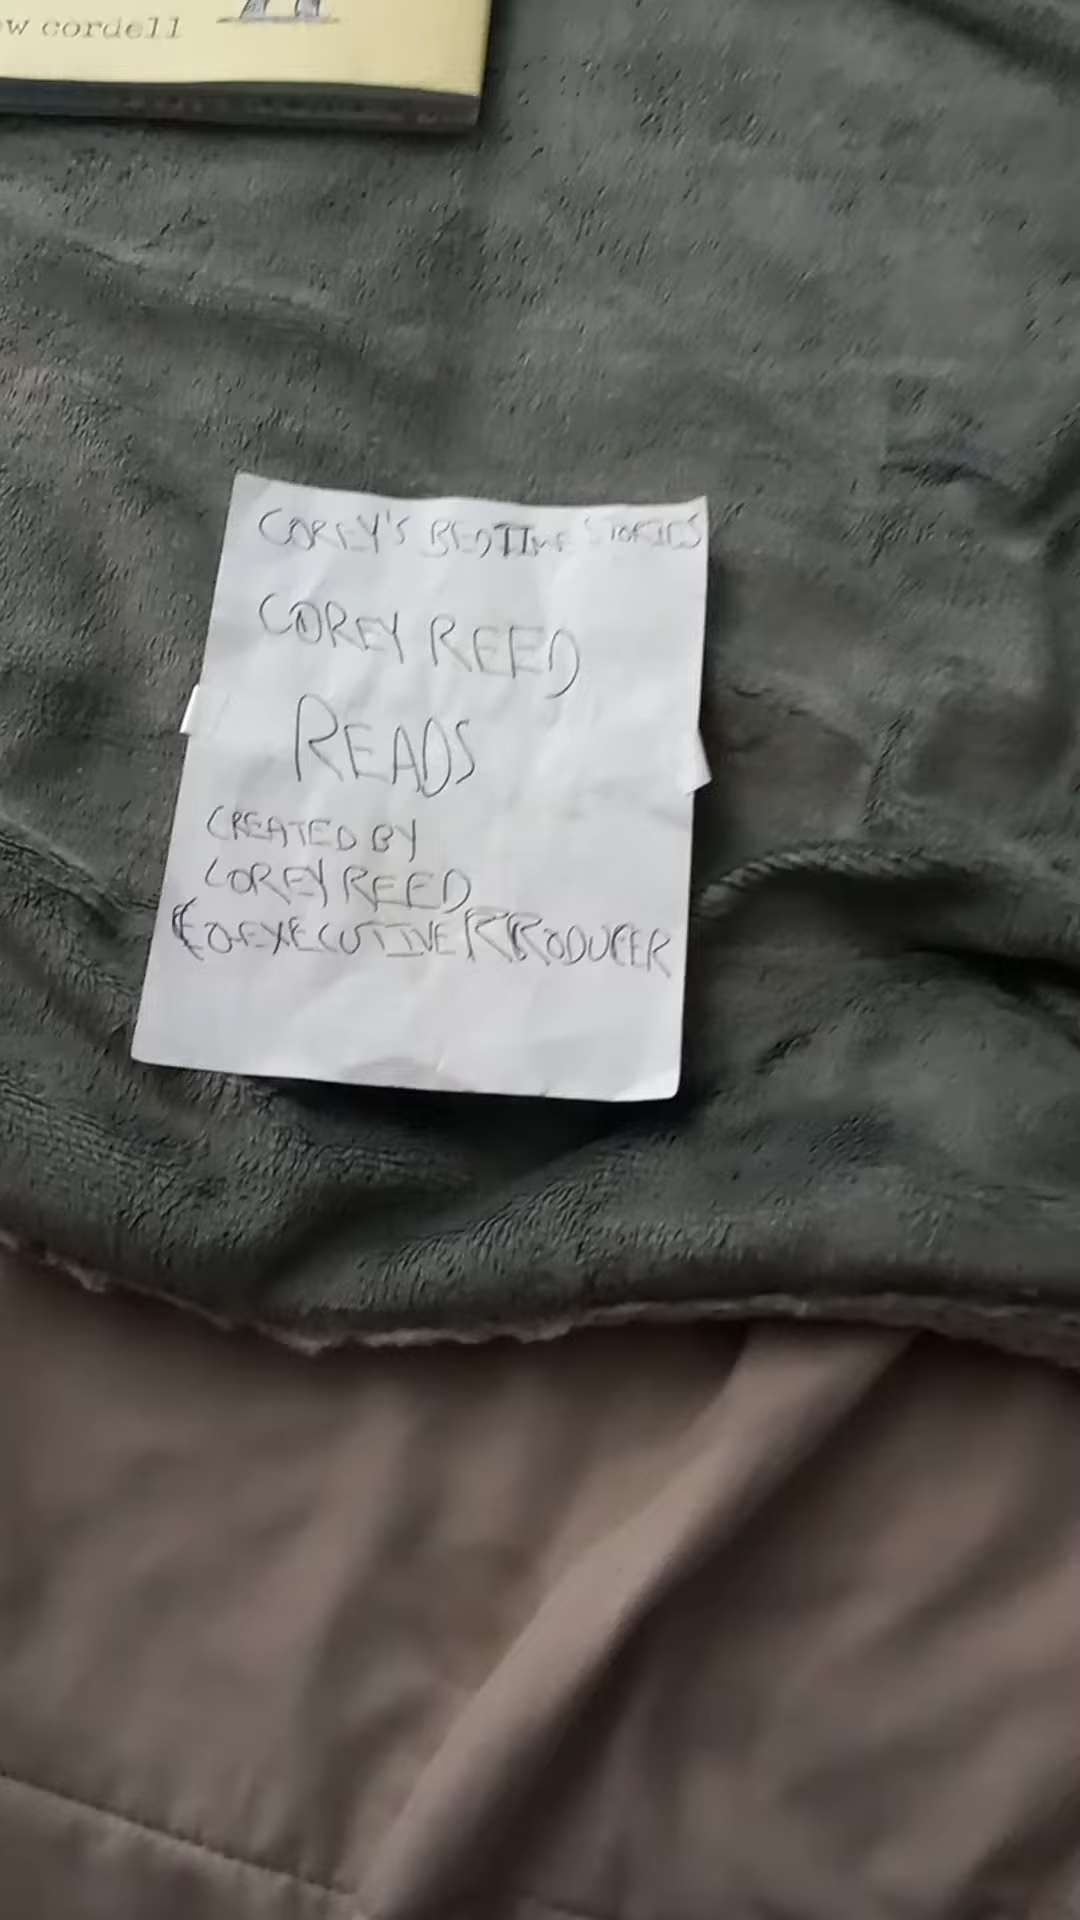 w cordell
COREY'S BEDTIME STORIES
COREY REED
READS
CREATED BY
COREY REED
CO-EXECUTIVE PRODUCER